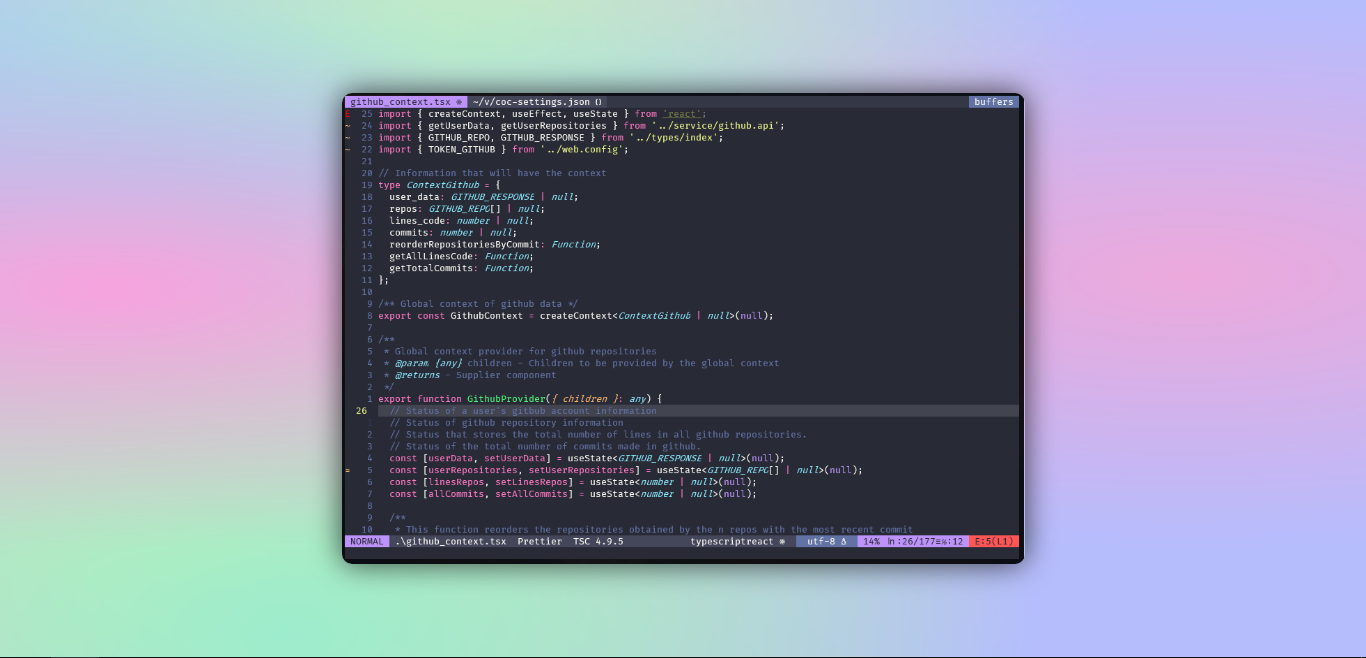 github_context.tsx ~/v/coc-settings.json {} buffers
E 25 import { createContext, useEffect, useState } from 'react';
~ 24 import { getUserData, getUserRepositories } from '../service/github.api';
~ 23 import { GITHUB_REPO, GITHUB_RESPONSE } from '../types/index';
~ 22 import { TOKEN_GITHUB } from '../web.config';
21
20 // Information that will have the context
19 type ContextGithub = {
18 user_data: GITHUB_RESPONSE | null;
17 repos: GITHUB_REPO[] | null;
16 lines_code: number | null;
15 commits: number | null;
14 reorderRepositoriesByCommit: Function;
13 getAllLinesCode: Function;
12 getTotalCommits: Function;
11 };
10
9 /** Global context of github data */
8 export const GithubContext = createContext<ContextGithub | null>(null);
7
6 /**
5 * Global context provider for github repositories
4 * @param {any} children - Children to be provided by the global context
3 * @returns - Supplier component
2 */
1 export function GithubProvider({ children }: any) {
26 // Status of a user's gitbub account information
1 // Status of github repository information
2 // Status that stores the total number of lines in all github repositories.
3 // Status of the total number of commits made in github.
4 const [userData, setUserData] = useState<GITHUB_RESPONSE | null>(null);
= 5 const [userRepositories, setUserRepositories] = useState<GITHUB_REPO[] | null>(null);
6 const [linesRepos, setLinesRepos] = useState<number | null>(null);
7 const [allCommits, setAllCommits] = useState<number | null>(null);
8
9 /**
10 * This function reorders the repositories obtained by the n repos with the most recent commit
NORMAL .\github_context.tsx Prettier TSC 4.9.5 typescriptreact utf-8 14% ln:26/177≡℅:12 E:5(L1)